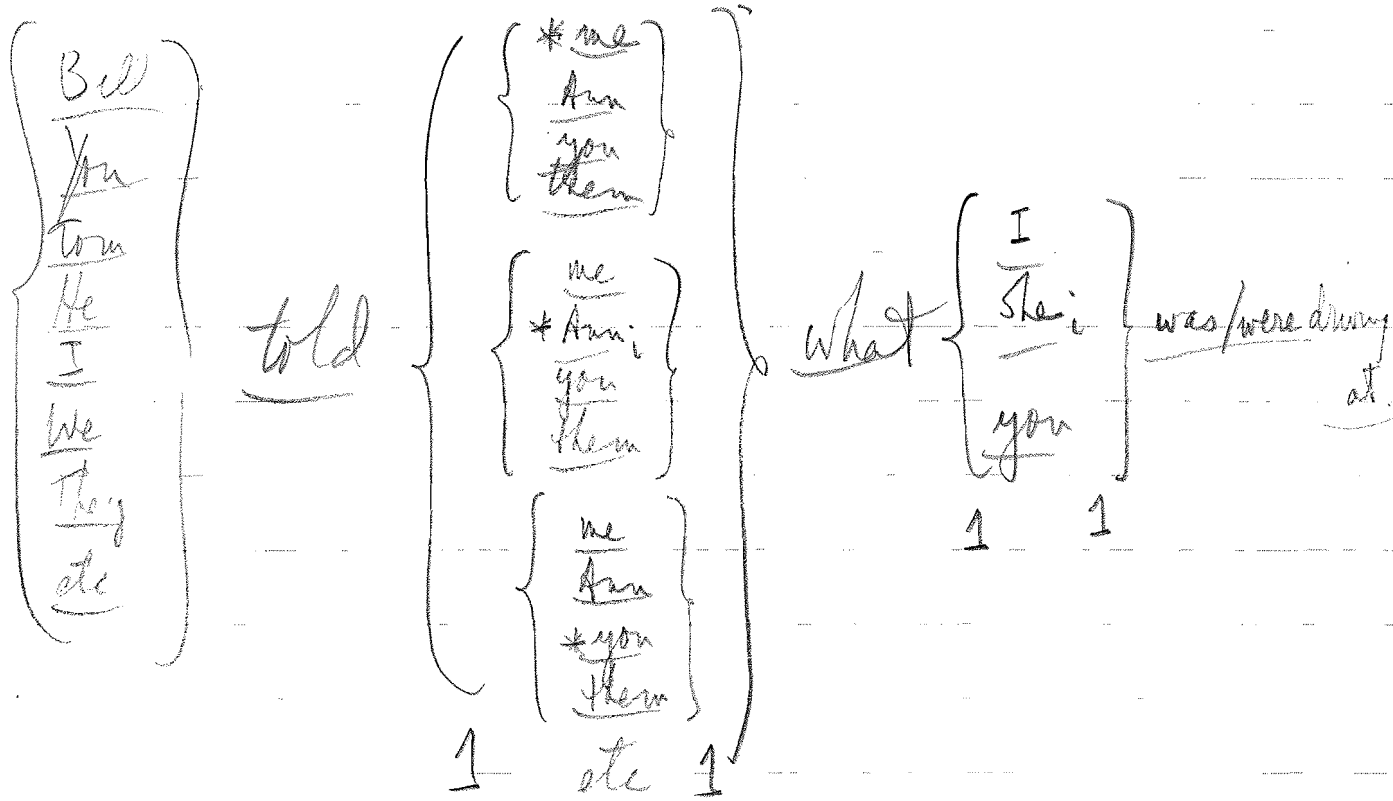 Bill
You
Tom
He
I
We
They
etc
told
*me
Ann
you
them
me
*Ann i
you
them
me
Ann
*you
them
etc
1 1
what
I
She i
you
1 1
was/were driving
at.